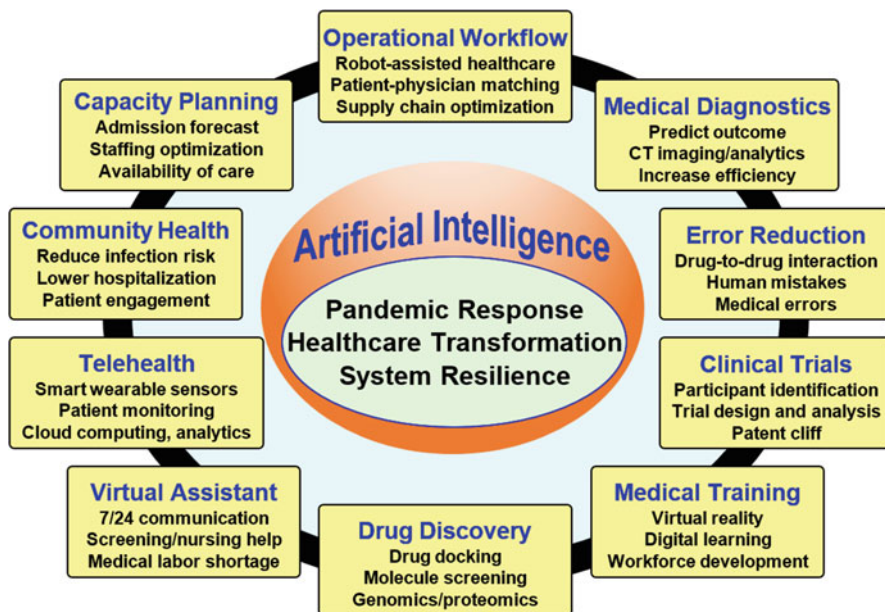 Operational Workflow
Robot-assisted healthcare
Patient-physician matching
Supply chain optimization
Capacity Planning
Admission forecast
Staffing optimization
Availability of care
Medical Diagnostics
Predict outcome
CT imaging/analytics
Increase efficiency
Community Health
Reduce infection risk
Lower hospitalization
Patient engagement
Artificial Intelligence
Pandemic Response
Healthcare Transformation
System Resilience
Error Reduction
Drug-to-drug interaction
Human mistakes
Medical errors
Telehealth
Smart wearable sensors
Patient monitoring
Cloud computing, analytics
Clinical Trials
Participant identification
Trial design and analysis
Patent cliff
Virtual Assistant
7/24 communication
Screening/nursing help
Medical labor shortage
Drug Discovery
Drug docking
Molecule screening
Genomics/proteomics
Medical Training
Virtual reality
Digital learning
Workforce development